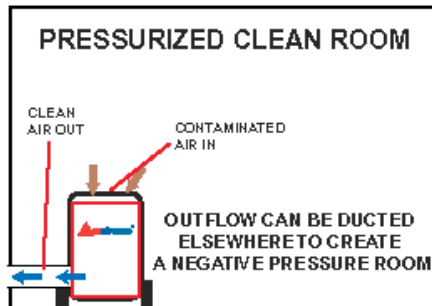 PRESSURIZED CLEAN ROOM
CLEAN
AIR OUT
CONTAMINATED
AIR IN
OUTFLOW CAN BE DUCTED
ELSEWHERE TO CREATE
A NEGATIVE PRESSURE ROOM